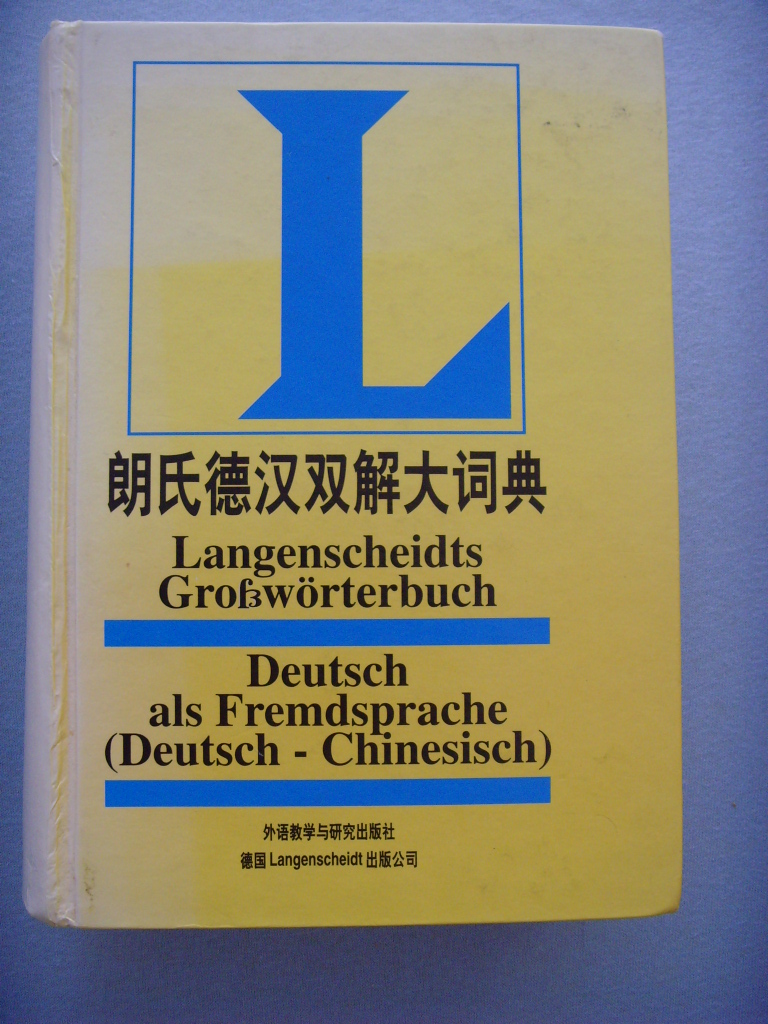 L
朗氏德汉双解大词典
Langenscheidts
Großwörterbuch
Deutsch
als Fremdsprache
(Deutsch - Chinesisch)
外语教学与研究出版社
德国 Langenscheidt 出版公司